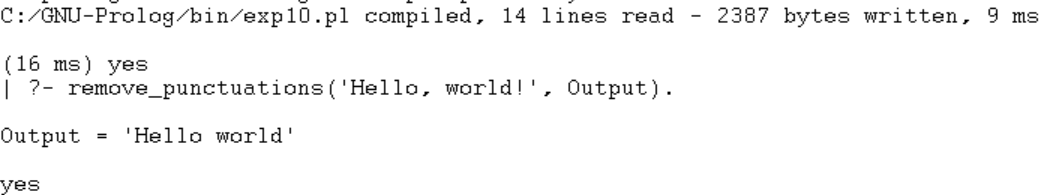 C:/GNU-Prolog/bin/exp10.pl compiled, 14 lines read - 2387 bytes written, 9 ms
(16 ms) yes
| ?- remove_punctuations('Hello, world!', Output).
Output = 'Hello world'
yes